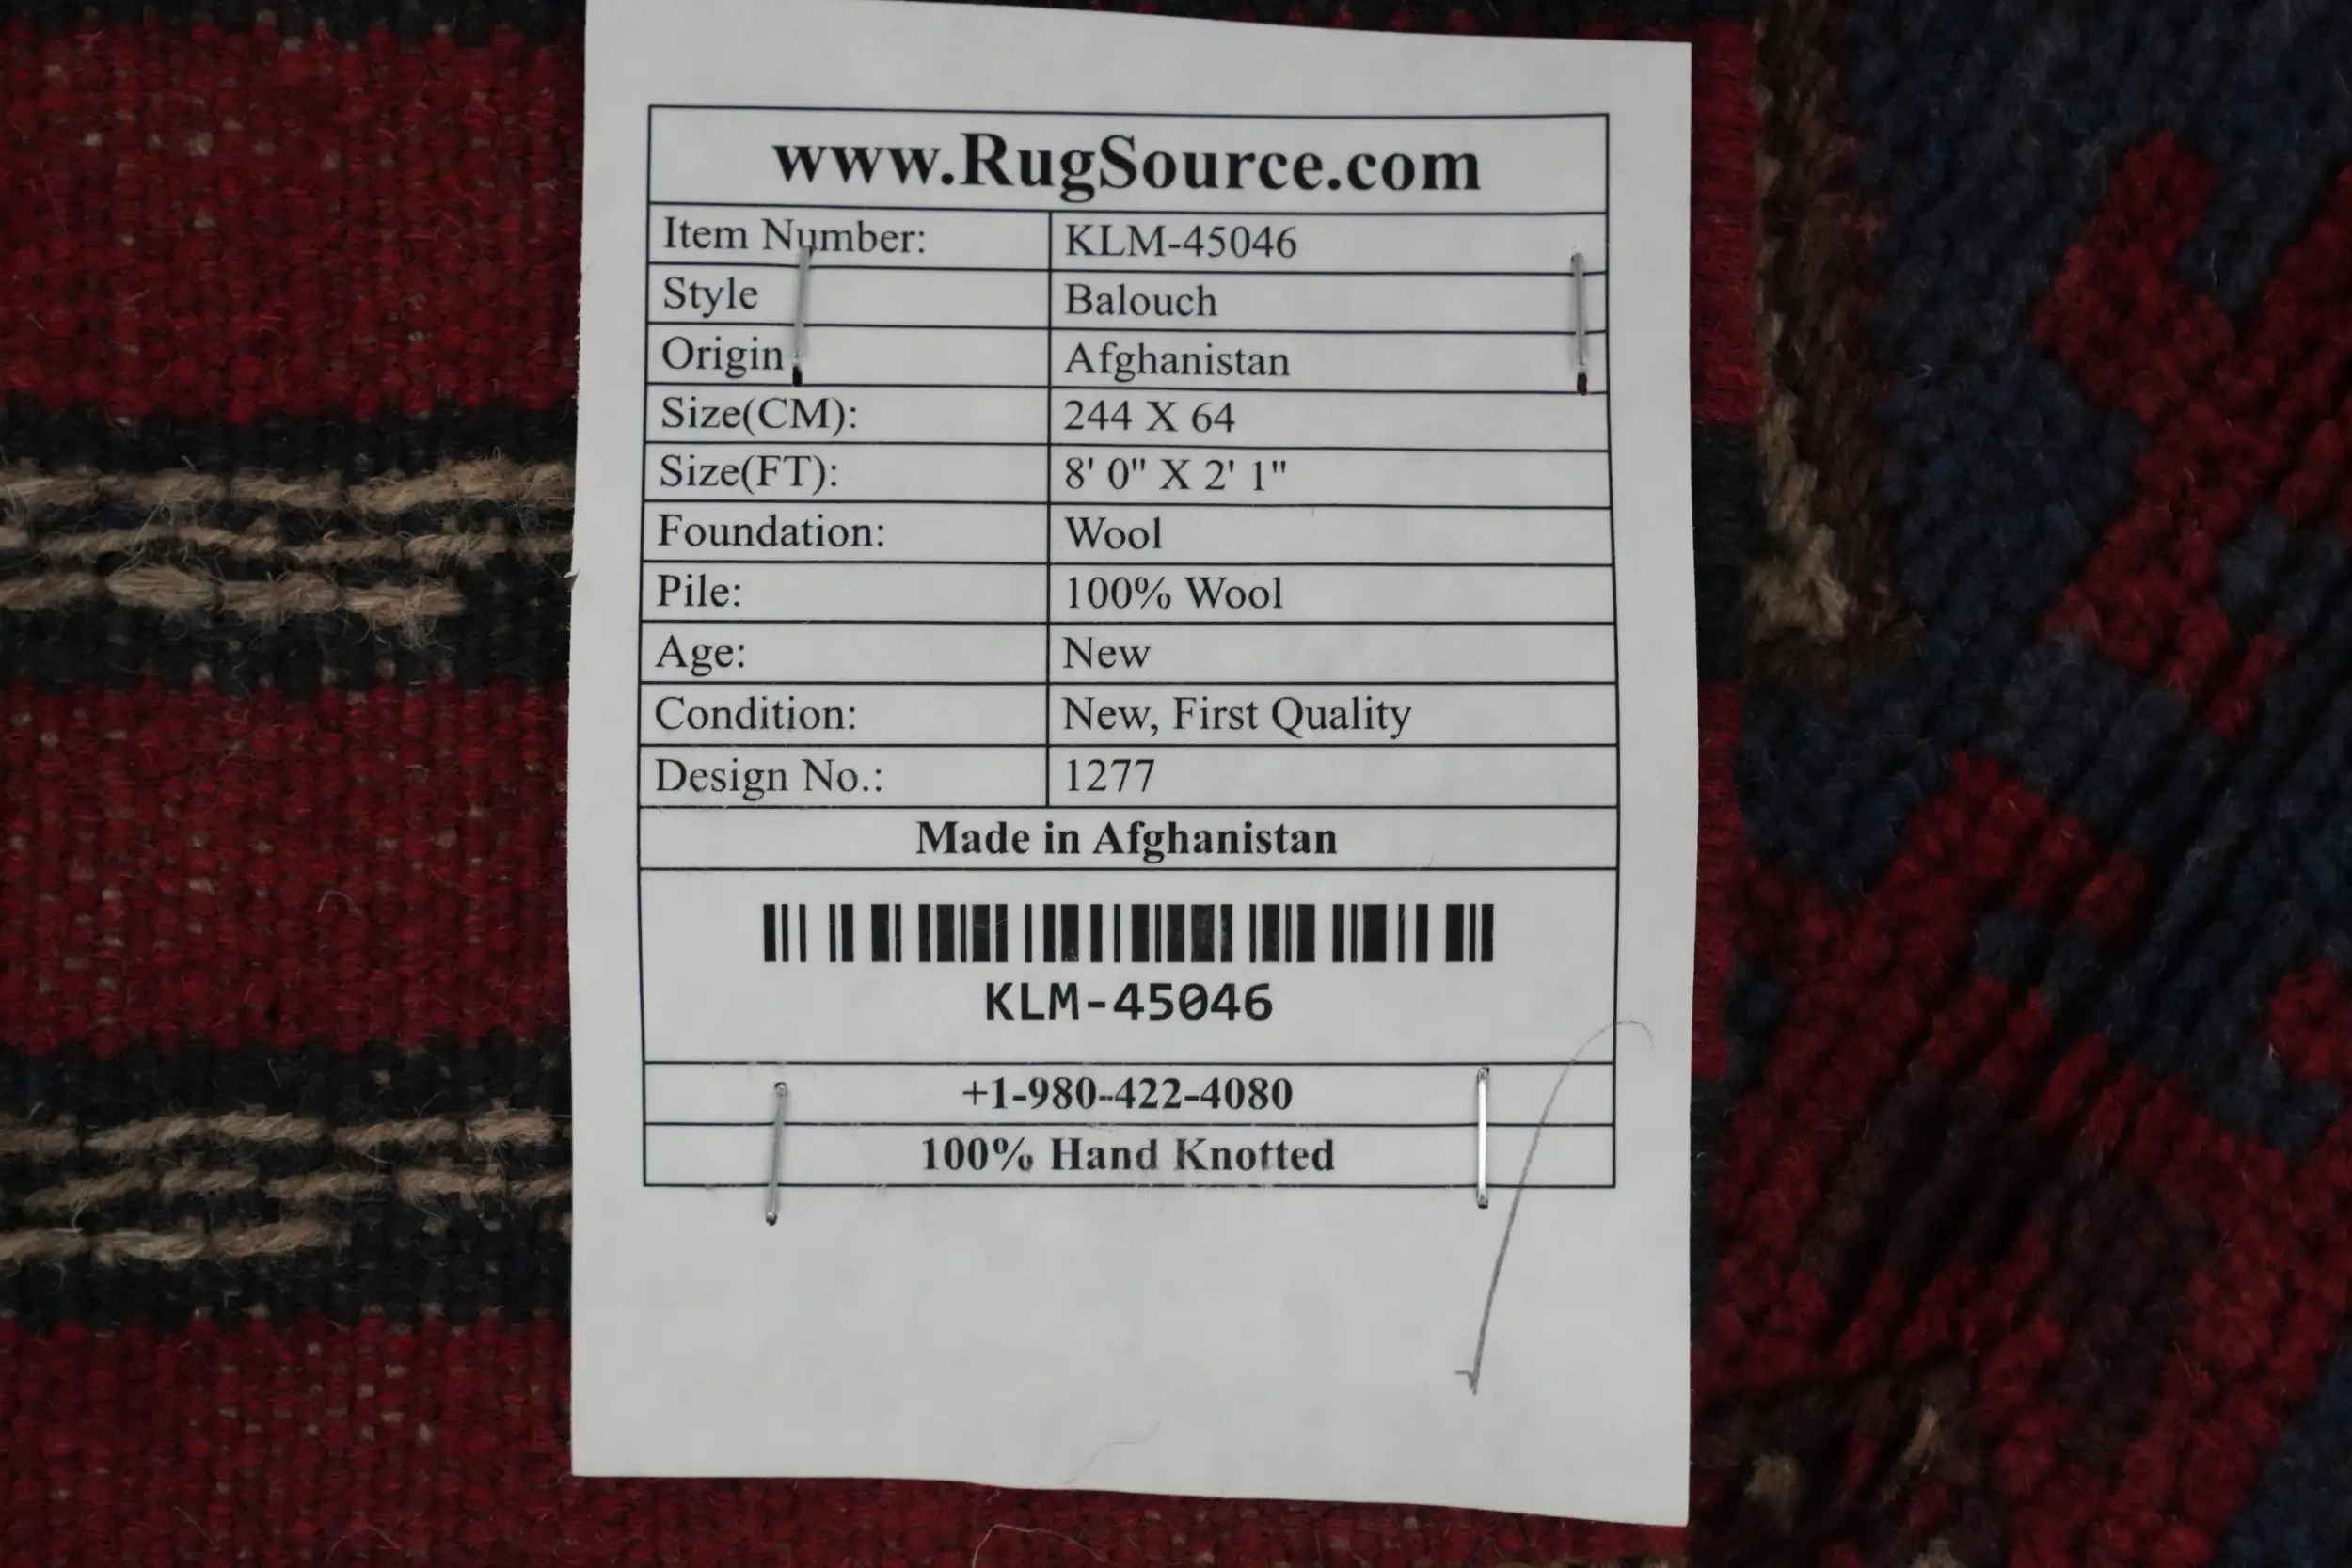 www.RugSource.com
Item Number: KLM-45046
Style Balouch
Origin Afghanistan
Size(CM): 244 X 64
Size(FT): 8' 0" X 2' 1"
Foundation: Wool
Pile: 100% Wool
Age: New
Condition: New, First Quality
Design No.: 1277
Made in Afghanistan
KLM-45046
+1-980-422-4080
100% Hand Knotted